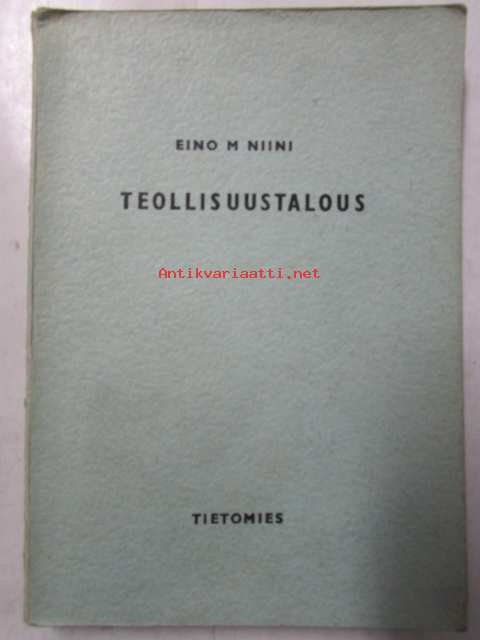 EINO M NIINI
TEOLLISUUSTALOUS
Antikvariaatti.net
TIETOMIES